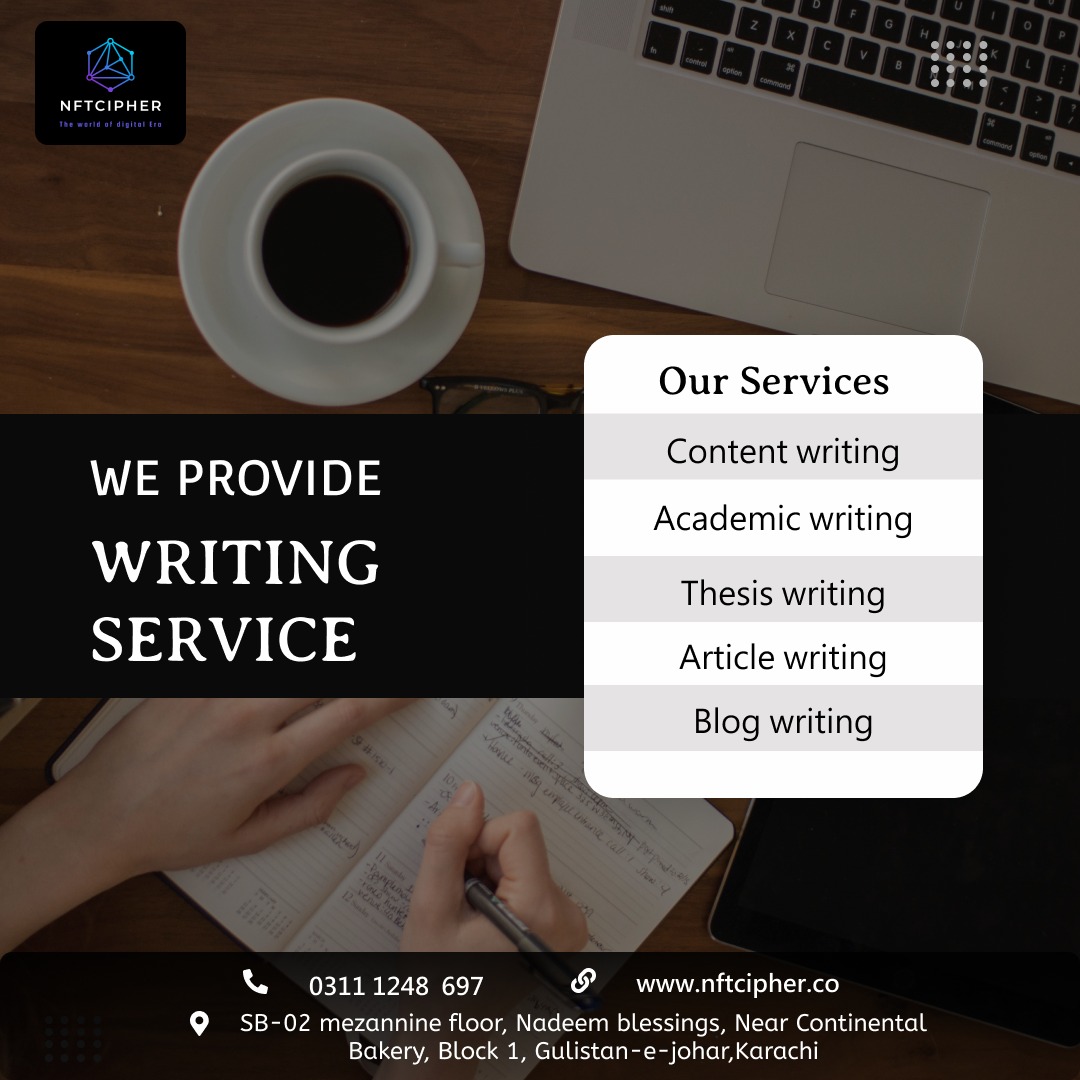 NFTCIPHER
The world of digital Era
WE PROVIDE
WRITING
SERVICE
Our Services
Content writing
Academic writing
Thesis writing
Article writing
Blog writing
0311 1248 697
www.nftcipher.co
SB-02 mezannine floor, Nadeem blessings, Near Continental
Bakery, Block 1, Gulistan-e-johar,Karachi